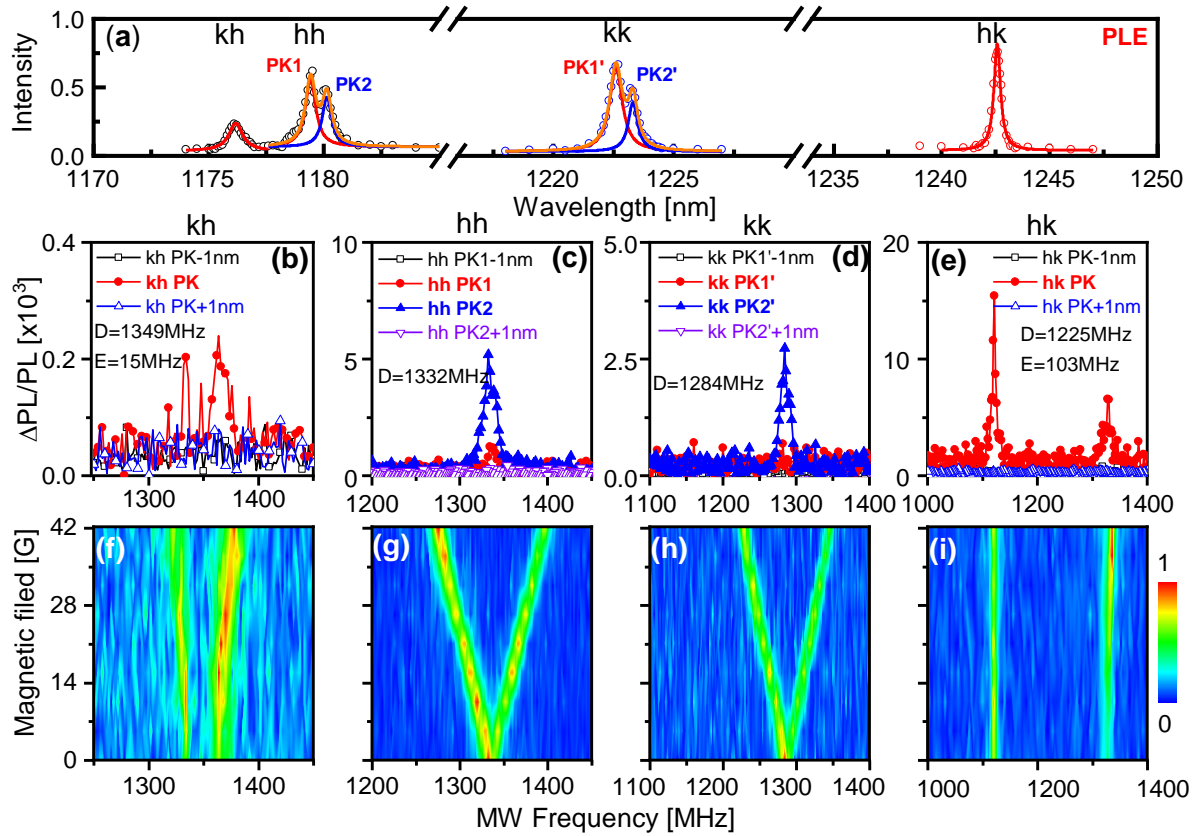 1.0
0.5
0.0
Intensity
(a)
kh
hh
kk
hk
PLE
PK1
PK2
PK1'
PK2'
1170
1175
1180
1220
1225
1235
1240
1245
1250
Wavelength [nm]
kh
hh
kk
hk
ΔPL/PL [x10³]
0.4
0.2
0.0
(b)
kh PK-1nm
kh PK
kh PK+1nm
D=1349MHz
E=15MHz
1300
1400
10
5
0
(c)
hh PK1-1nm
hh PK1
hh PK2
hh PK2+1nm
D=1332MHz
1200
1300
1400
5.0
2.5
0.0
(d)
kk PK1'-1nm
kk PK1'
kk PK2'
kk PK2'+1nm
D=1284MHz
1100
1200
1300
1400
20
10
0
(e)
hk PK-1nm
hk PK
hk PK+1nm
D=1225MHz
E=103MHz
1000
1200
1400
Magnetic filed [G]
42
28
14
0
(f)
1300
1400
(g)
1200
1300
1400
(h)
1100
1200
1300
1400
(i)
1000
1200
1400
1
0
MW Frequency [MHz]